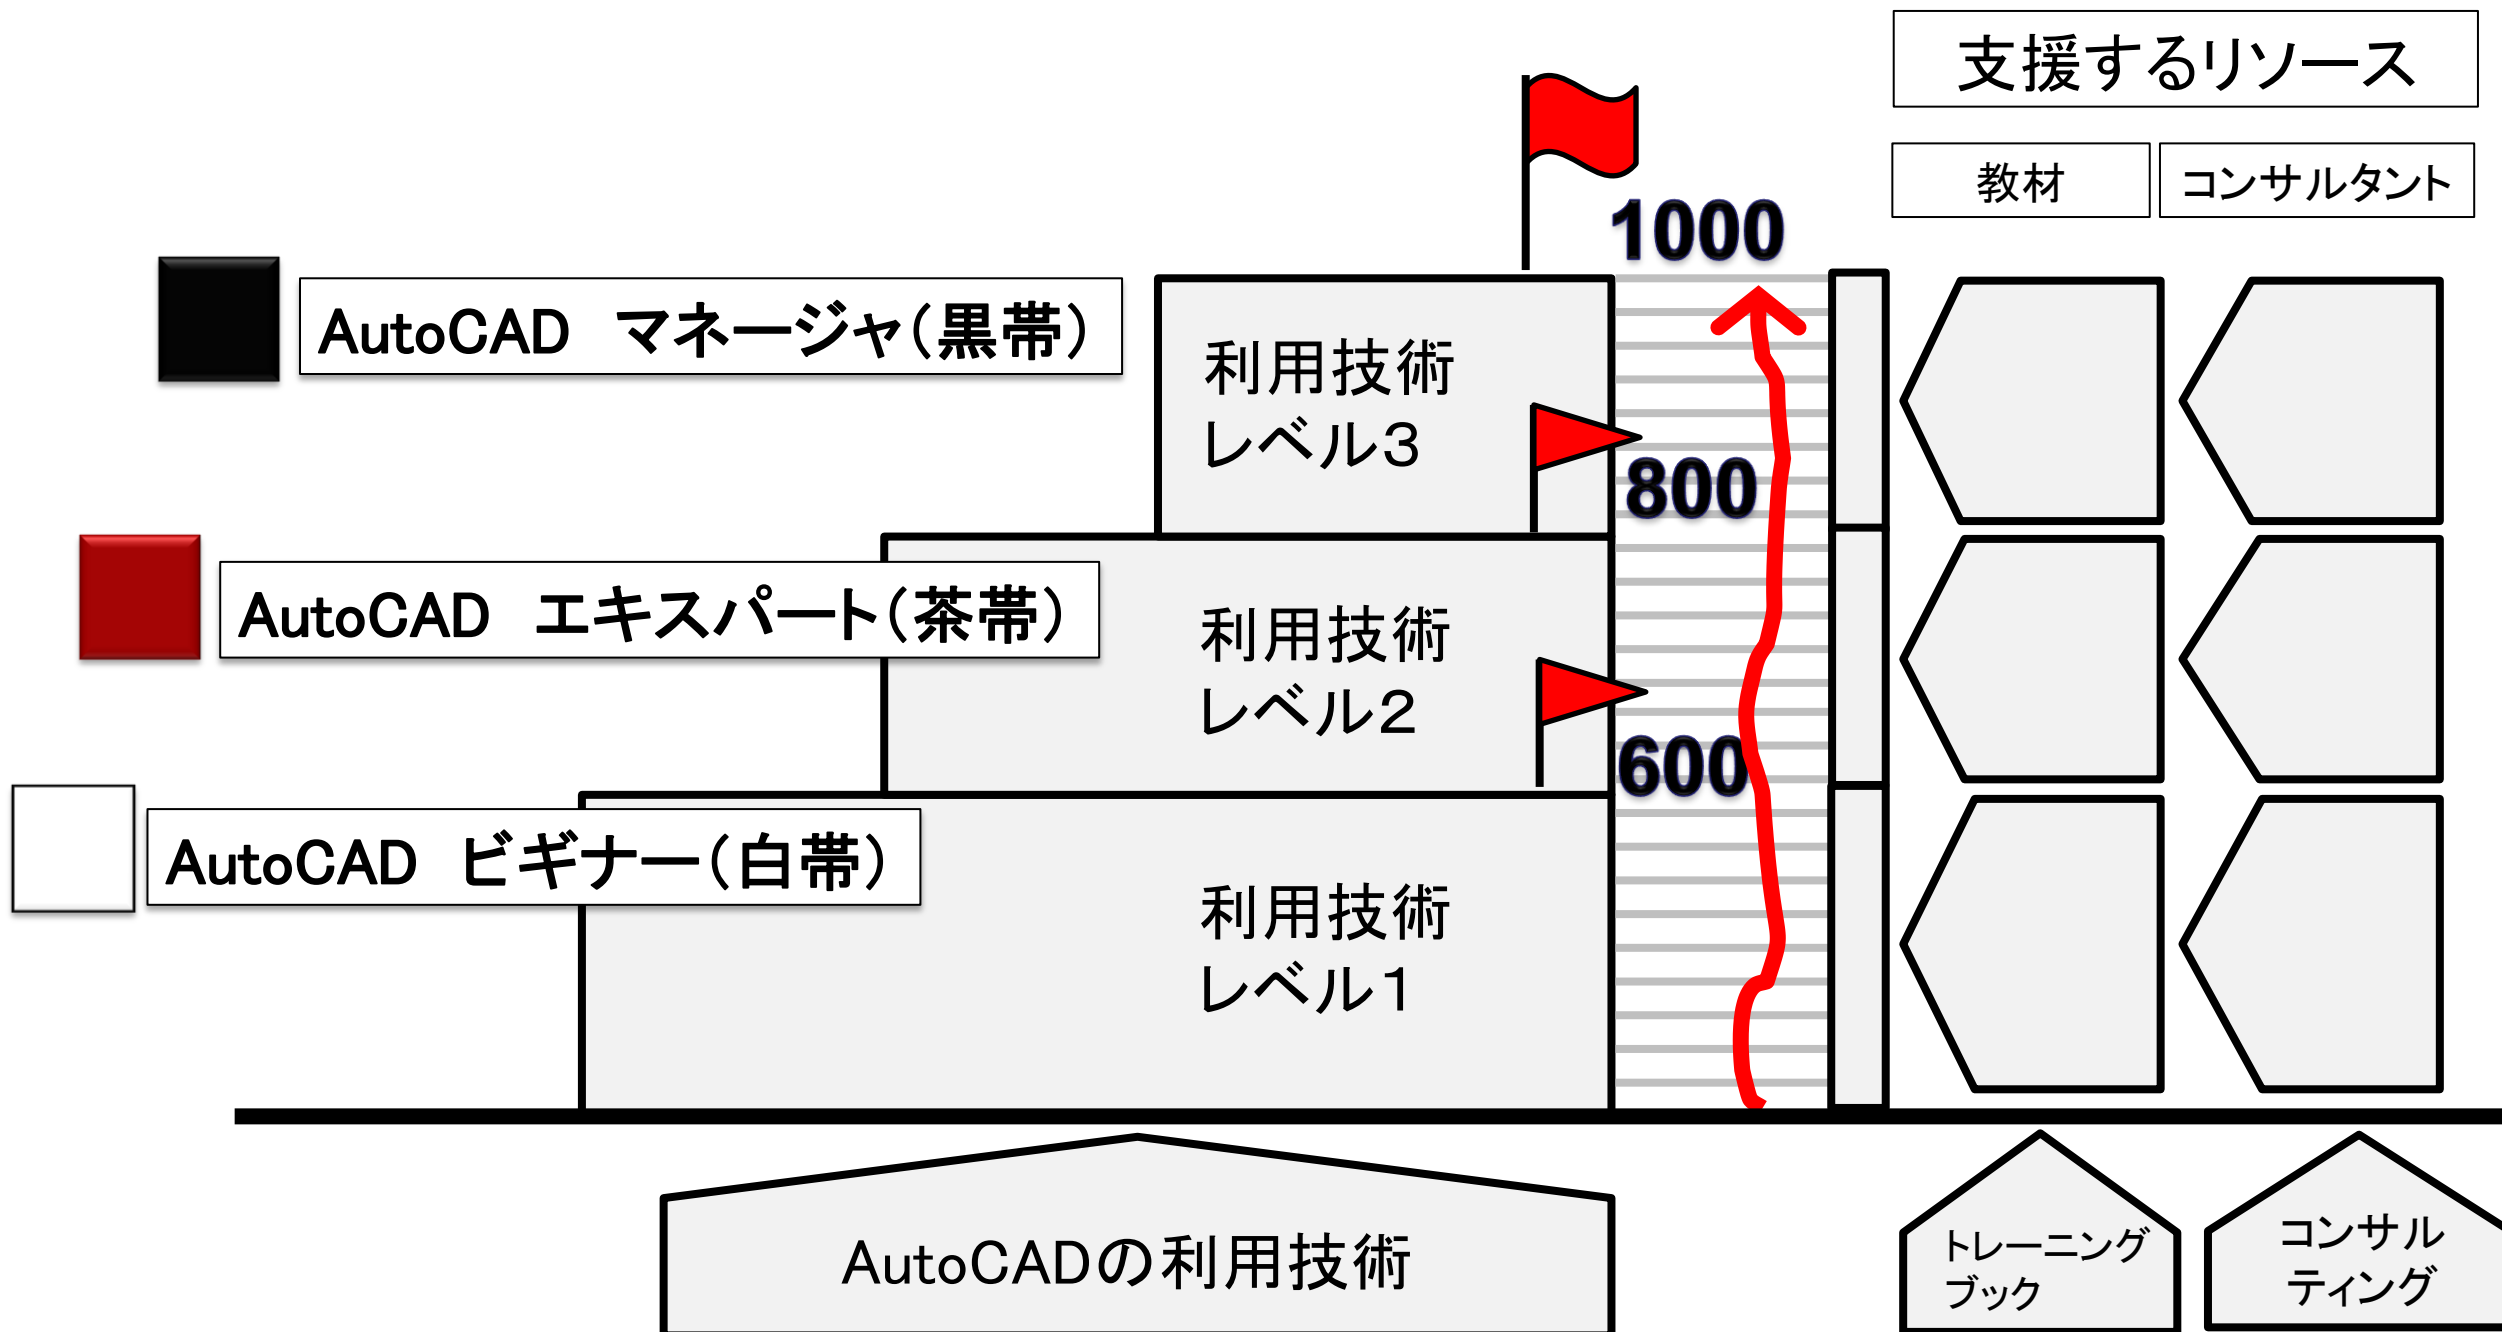 支援するリソース
教材
コンサルタント
1000
AutoCAD　マネージャ(黒帯)
利用技術
レベル3
800
AutoCAD　エキスパート(茶帯)
利用技術
レベル2
600
AutoCAD　ビギナー(白帯)
利用技術
レベル1
AutoCADの利用技術
トレーニング
ブック
コンサル
ティング